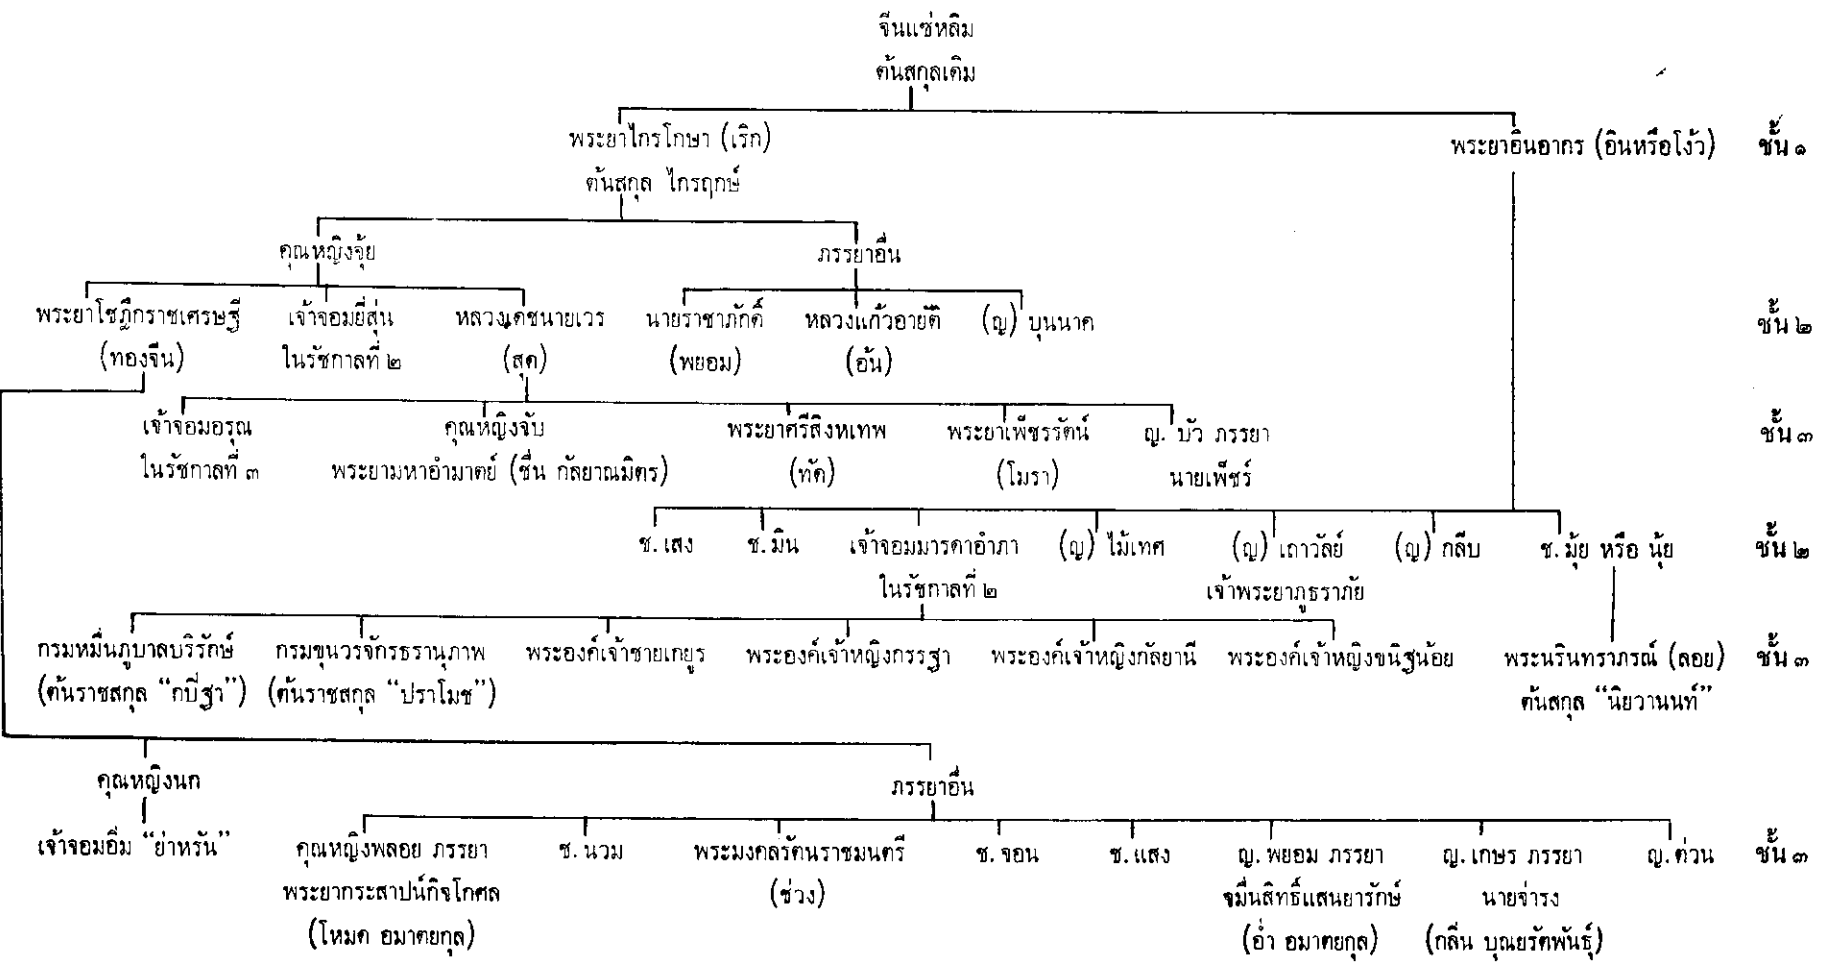 จีนแซ่หลิม
ต้นสกุลเดิม
พระยาไกรโกษา (เริก)
พระยาอินอากร (อินหรือโง้ว)
ชั้น ๑
ต้นสกุล ไกรฤกษ์
คุณหญิงจุ้ย
ภรรยาอื่น
พระยาโชฎึกราชเศรษฐี
เจ้าจอมยี่สุ่น
หลวงเดชนายเวร
นายราชาภักดิ์
หลวงแก้วอายัติ
(ญ) บุนนาค
ชั้น ๒
(ทองจีน)
ในรัชกาลที่ ๒
(สุด)
(พยอม)
(อ้น)
เจ้าจอมอรุณ
คุณหญิงจับ
พระยาศรีสิงหเทพ
พระยาเพ็ชรรัตน์
ญ. บัว ภรรยา
ชั้น ๓
ในรัชกาลที่ ๓
พระยามหาอำมาตย์ (ชื่น กัลยาณมิตร)
(ทัด)
(โมรา)
นายเพ็ชร์
ช. เสง
ช. มิน
เจ้าจอมมารดาอำภา
(ญ) ไม้เทศ
(ญ) เถาวัลย์
(ญ) กลีบ
ช. มุ้ย หรือ นุ้ย
ชั้น ๒
ในรัชกาลที่ ๒
เจ้าพระยาภูธราภัย
กรมหมื่นภูบาลบริรักษ์
กรมขุนวรจักรธรานุภาพ
พระองค์เจ้าชายเกยูร
พระองค์เจ้าหญิงกรรฐา
พระองค์เจ้าหญิงกัลยานี
พระองค์เจ้าหญิงขนิฐน้อย
พระนรินทราภรณ์ (ลอย)
ชั้น ๓
(ต้นราชสกุล “กปิฐา”)
(ต้นราชสกุล “ปราโมช”)
ต้นสกุล “นิยวานนท์”
คุณหญิงนก
ภรรยาอื่น
เจ้าจอมอิ่ม “ย่าหรัน”
คุณหญิงพลอย ภรรยา
ช. นวม
พระมงคลรัตนราชมนตรี
ช. จอน
ช. แสง
ญ. พยอม ภรรยา
ญ. เกษร ภรรยา
ญ. ต่วน
ชั้น ๓
พระยากระสาปน์กิจโกศล
(ช่วง)
จมื่นสิทธิ์แสนยารักษ์
นายจ่ารง
(โหมด อมาตยกุล)
(อ่ำ อมาตยกุล)
(กลิ่น บุณยรัตพันธุ์)